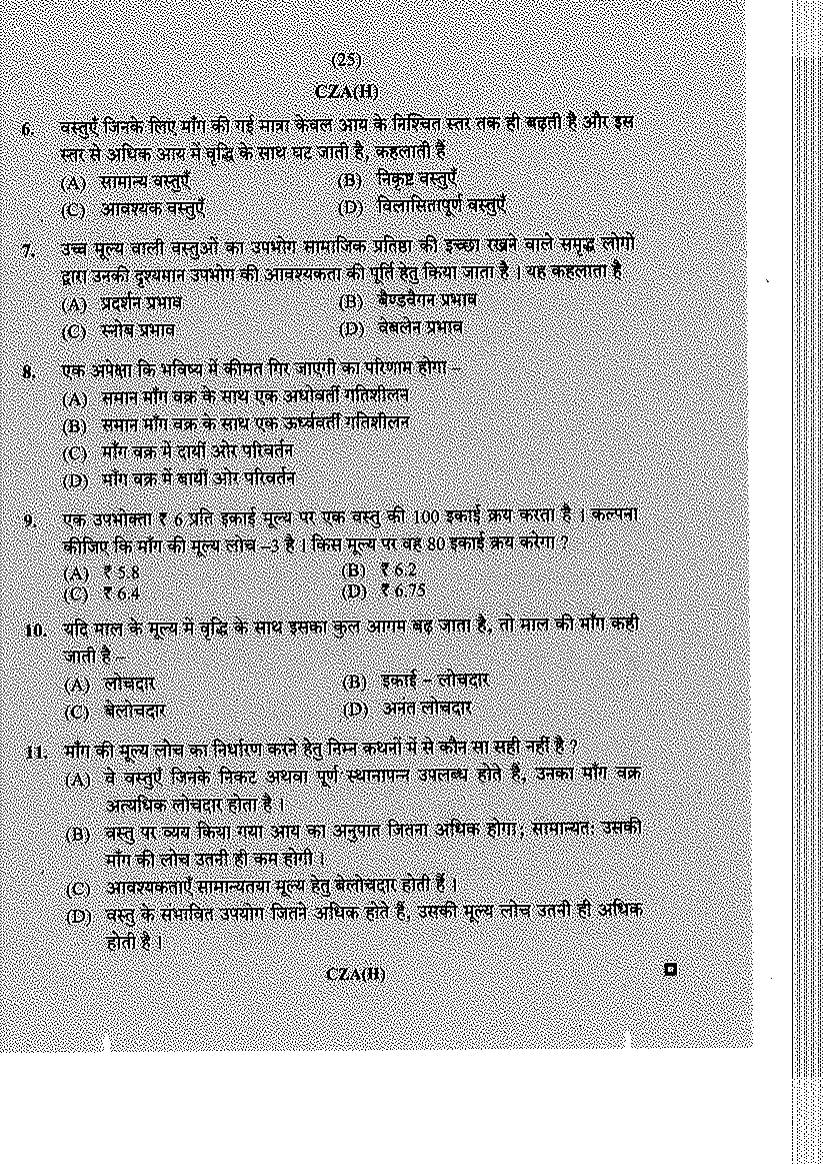 (25)
CZA(H)
6. वस्तुएँ जिनके लिए माँग की गई मात्रा केवल आय के निश्चित स्तर तक ही बढ़ती है और इस
स्तर से अधिक आय में वृद्धि के साथ घट जाती है, कहलाती है
(A) सामान्य वस्तुएँ (B) निकृष्ट वस्तुएँ
(C) आवश्यक वस्तुएँ (D) विलासितापूर्ण वस्तुएँ
7. उच्च मूल्य वाली वस्तुओं का उपभोग सामाजिक प्रतिष्ठा की इच्छा रखने वाले समृद्ध लोगों
द्वारा उनकी दृश्यमान उपभोग की आवश्यकता की पूर्ति हेतु किया जाता है । यह कहलाता है
(A) प्रदर्शन प्रभाव (B) बैण्डवैगन प्रभाव
(C) स्नोब प्रभाव (D) वेबलेन प्रभाव
8. एक अपेक्षा कि भविष्य में कीमत गिर जाएगी का परिणाम होगा –
(A) समान माँग वक्र के साथ एक अधोवर्ती गतिशीलन
(B) समान माँग वक्र के साथ एक ऊर्ध्ववर्ती गतिशीलन
(C) माँग वक्र में दायीं ओर परिवर्तन
(D) माँग वक्र में बायीं ओर परिवर्तन
9. एक उपभोक्ता ₹ 6 प्रति इकाई मूल्य पर एक वस्तु की 100 इकाई क्रय करता है । कल्पना
कीजिए कि माँग की मूल्य लोच –3 है । किस मूल्य पर वह 80 इकाई क्रय करेगा ?
(A) ₹ 5.8 (B) ₹ 6.2
(C) ₹ 6.4 (D) ₹ 6.75
10. यदि माल के मूल्य में वृद्धि के साथ इसका कुल आगम बढ़ जाता है, तो माल की माँग कही
जाती है –
(A) लोचदार (B) इकाई – लोचदार
(C) बेलोचदार (D) अनंत लोचदार
11. माँग की मूल्य लोच का निर्धारण करने हेतु निम्न कथनों में से कौन सा सही नहीं है ?
(A) वे वस्तुएँ जिनके निकट अथवा पूर्ण स्थानापन्न उपलब्ध होते हैं, उनका माँग वक्र
अत्यधिक लोचदार होता है ।
(B) वस्तु पर व्यय किया गया आय का अनुपात जितना अधिक होगा; सामान्यतः उसकी
माँग की लोच उतनी ही कम होगी ।
(C) आवश्यकताएँ सामान्यतया मूल्य हेतु बेलोचदार होती हैं ।
(D) वस्तु के संभावित उपयोग जितने अधिक होते हैं, उसकी मूल्य लोच उतनी ही अधिक
होती है ।
CZA(H)